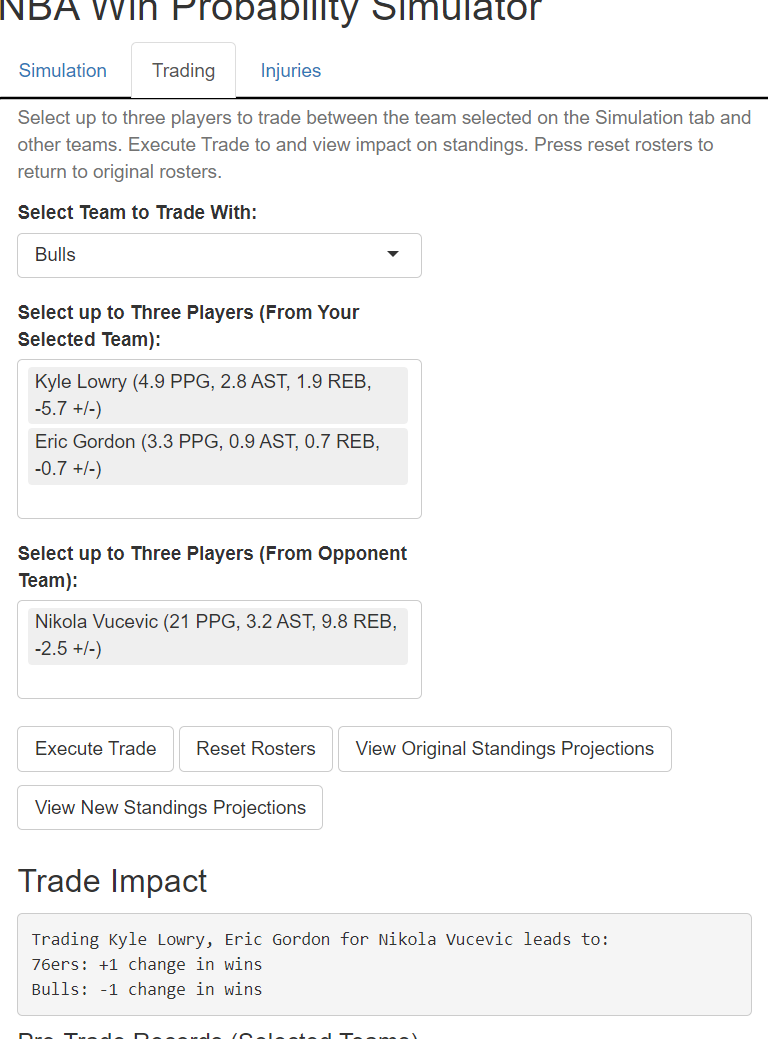 NBA Win Probability Simulator
Simulation Trading Injuries
Select up to three players to trade between the team selected on the Simulation tab and
other teams. Execute Trade to and view impact on standings. Press reset rosters to
return to original rosters.
Select Team to Trade With:
Bulls
Select up to Three Players (From Your
Selected Team):
Kyle Lowry (4.9 PPG, 2.8 AST, 1.9 REB,
-5.7 +/-)
Eric Gordon (3.3 PPG, 0.9 AST, 0.7 REB,
-0.7 +/-)
Select up to Three Players (From Opponent
Team):
Nikola Vucevic (21 PPG, 3.2 AST, 9.8 REB,
-2.5 +/-)
Execute Trade Reset Rosters View Original Standings Projections
View New Standings Projections
Trade Impact
Trading Kyle Lowry, Eric Gordon for Nikola Vucevic leads to:
76ers: +1 change in wins
Bulls: -1 change in wins
Pre-Trade Records (Selected Teams)